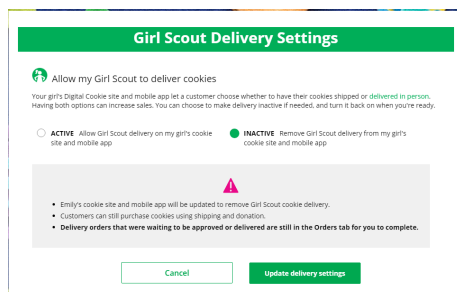 Girl Scout Delivery Settings
Allow my Girl Scout to deliver cookies
Your girl's Digital Cookie site and mobile app let a customer choose whether to have their cookies shipped or delivered in person.
Having both options can increase sales. You can choose to make delivery inactive if needed, and turn it back on when you're ready.
ACTIVE Allow Girl Scout delivery on my girl's cookie
site and mobile app
INACTIVE Remove Girl Scout delivery from my girl's
cookie site and mobile app
• Emily's cookie site and mobile app will be updated to remove Girl Scout cookie delivery.
• Customers can still purchase cookies using shipping and donation.
• Delivery orders that were waiting to be approved or delivered are still in the Orders tab for you to complete.
Cancel
Update delivery settings